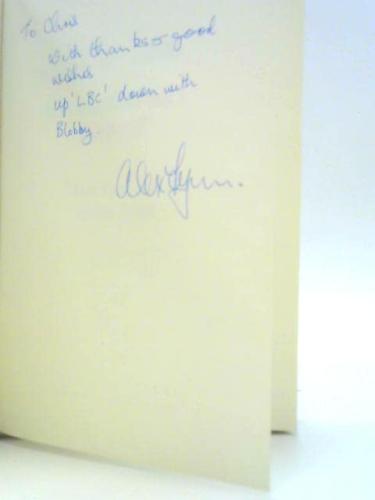 To Chris
with thanks & good
wishes
up 'LBC' down with
Blobby.
Alex Lynn.